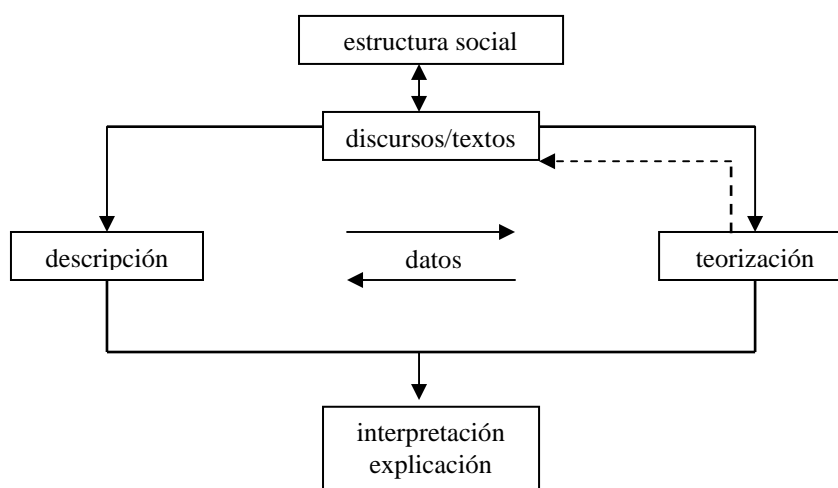 estructura social
discursos/textos
descripción
datos
teorización
interpretación
explicación